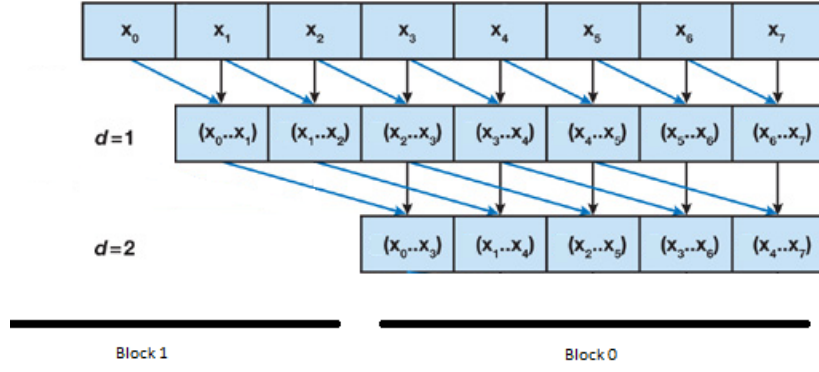 x₀ x₁ x₂ x₃ x₄ x₅ x₆ x₇
d=1 (x₀..x₁) (x₁..x₂) (x₂..x₃) (x₃..x₄) (x₄..x₅) (x₅..x₆) (x₆..x₇)
d=2 (x₀..x₃) (x₁..x₄) (x₂..x₅) (x₃..x₆) (x₄..x₇)
Block 1 Block 0